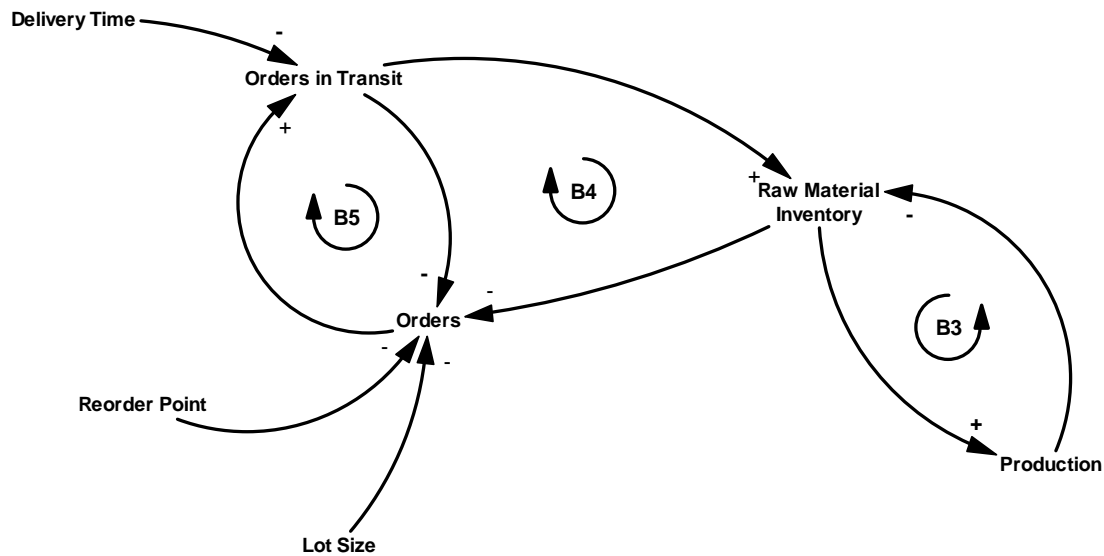 Delivery Time
-
Orders in Transit
+
B4
+
Raw Material
Inventory
-
B5
-
-
Orders
B3
-
-
Reorder Point
+
Production
Lot Size